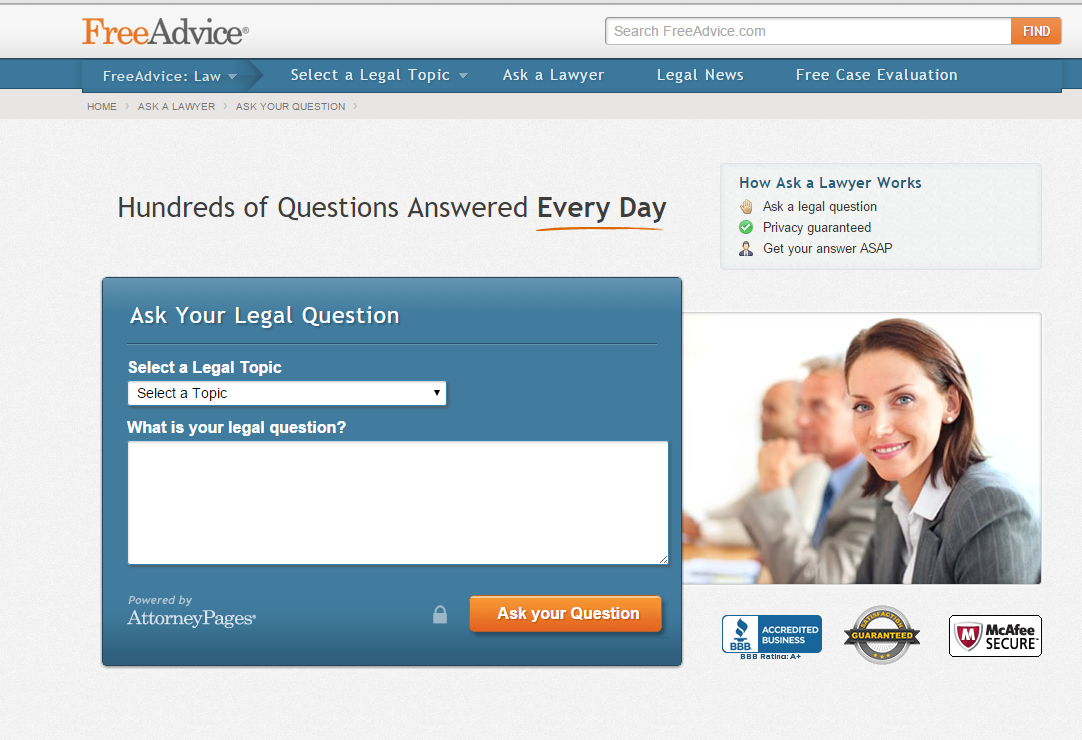 FreeAdvice®
Search FreeAdvice.com
FIND
FreeAdvice: Law
Select a Legal Topic
Ask a Lawyer
Legal News
Free Case Evaluation
HOME
ASK A LAWYER
ASK YOUR QUESTION
Hundreds of Questions Answered Every Day
How Ask a Lawyer Works
Ask a legal question
Privacy guaranteed
Get your answer ASAP
Ask Your Legal Question
Select a Legal Topic
Select a Topic
What is your legal question?
Powered by
AttorneyPages®
Ask your Question
BBB
ACCREDITED
BUSINESS
BBB Rating: A+
SATISFACTION
GUARANTEED
McAfee
SECURE™